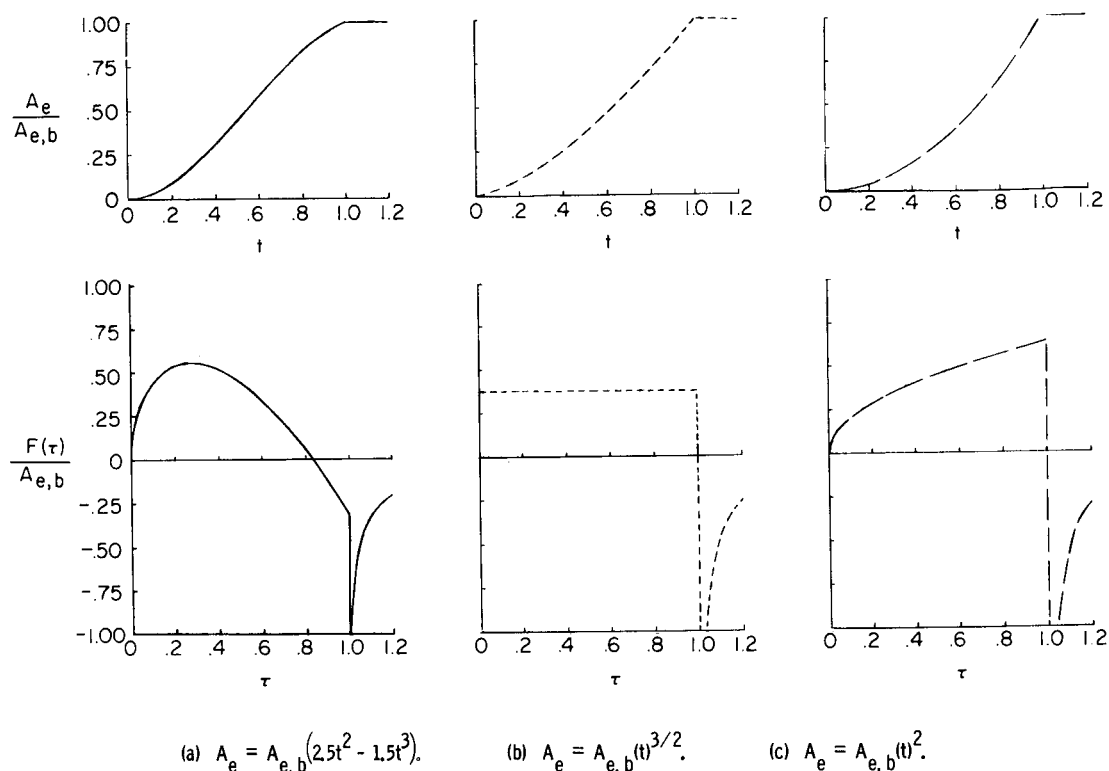 1.00
.75
.50
.25
0
A_e
A_e,b
0 .2 .4 .6 .8 1.0 1.2
t
0 .2 .4 .6 .8 1.0 1.2
t
0 .2 .4 .6 .8 1.0 1.2
t
1.00
.75
.50
.25
0
-.25
-.50
-.75
-1.00
F(τ)
A_e,b
0 .2 .4 .6 .8 1.0 1.2
τ
0 .2 .4 .6 .8 1.0 1.2
τ
0 .2 .4 .6 .8 1.0 1.2
τ
(a) A_e = A_e,b(2.5t^2 - 1.5t^3).
(b) A_e = A_e,b(t)^3/2.
(c) A_e = A_e,b(t)^2.